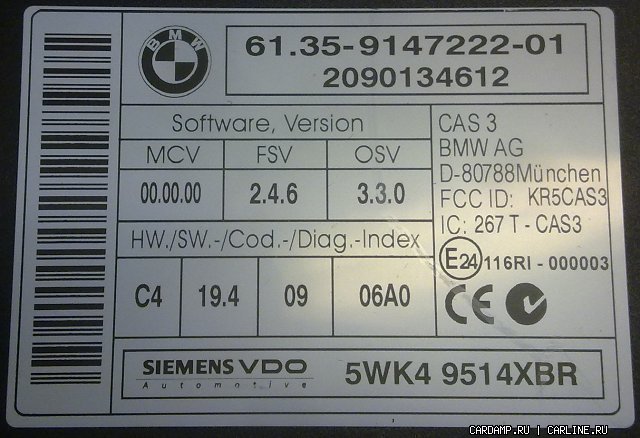 BMW
61.35-9147222-01
2090134612
Software, Version
MCV FSV OSV
00.00.00 2.4.6 3.3.0
HW./SW.-/Cod.-/Diag.-Index
C4 19.4 09 06A0
CAS 3
BMW AG
D-80788München
FCC ID: KR5CAS3
IC: 267 T - CAS3
E24 116RI - 000003
CE
SIEMENS VDO
Automotive
5WK4 9514XBR
CARDAMP.RU | CARLINE.RU